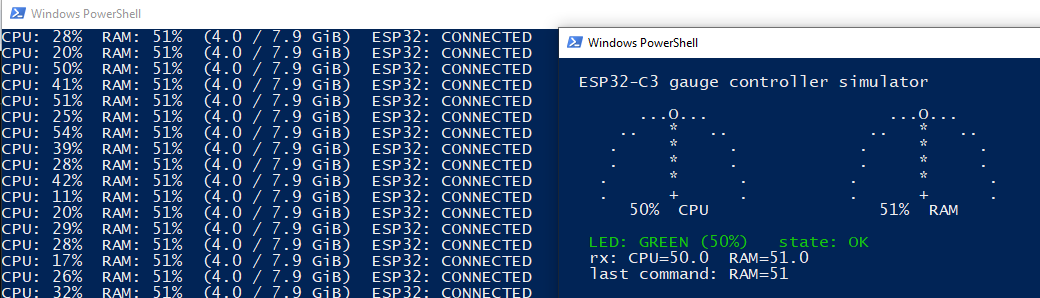 Windows PowerShell
CPU: 28% RAM: 51% (4.0 / 7.9 GiB) ESP32: CONNECTED
CPU: 20% RAM: 51% (4.0 / 7.9 GiB) ESP32: CONNECTED
CPU: 50% RAM: 51% (4.0 / 7.9 GiB) ESP32: CONNECTED
CPU: 41% RAM: 51% (4.0 / 7.9 GiB) ESP32: CONNECTED
CPU: 51% RAM: 51% (4.0 / 7.9 GiB) ESP32: CONNECTED
CPU: 25% RAM: 51% (4.0 / 7.9 GiB) ESP32: CONNECTED
CPU: 54% RAM: 51% (4.0 / 7.9 GiB) ESP32: CONNECTED
CPU: 39% RAM: 51% (4.0 / 7.9 GiB) ESP32: CONNECTED
CPU: 28% RAM: 51% (4.0 / 7.9 GiB) ESP32: CONNECTED
CPU: 42% RAM: 51% (4.0 / 7.9 GiB) ESP32: CONNECTED
CPU: 11% RAM: 51% (4.0 / 7.9 GiB) ESP32: CONNECTED
CPU: 20% RAM: 51% (4.0 / 7.9 GiB) ESP32: CONNECTED
CPU: 29% RAM: 51% (4.0 / 7.9 GiB) ESP32: CONNECTED
CPU: 28% RAM: 51% (4.0 / 7.9 GiB) ESP32: CONNECTED
CPU: 17% RAM: 51% (4.0 / 7.9 GiB) ESP32: CONNECTED
CPU: 26% RAM: 51% (4.0 / 7.9 GiB) ESP32: CONNECTED
CPU: 32% RAM: 51% (4.0 / 7.9 GiB) ESP32: CONNECTED
Windows PowerShell
ESP32-C3 gauge controller simulator
...O... ...O...
.. * .. .. * ..
. * . . * .
. * . . * .
. * . . * .
. + . . + .
50% CPU 51% RAM
LED: GREEN (50%) state: OK
rx: CPU=50.0 RAM=51.0
last command: RAM=51